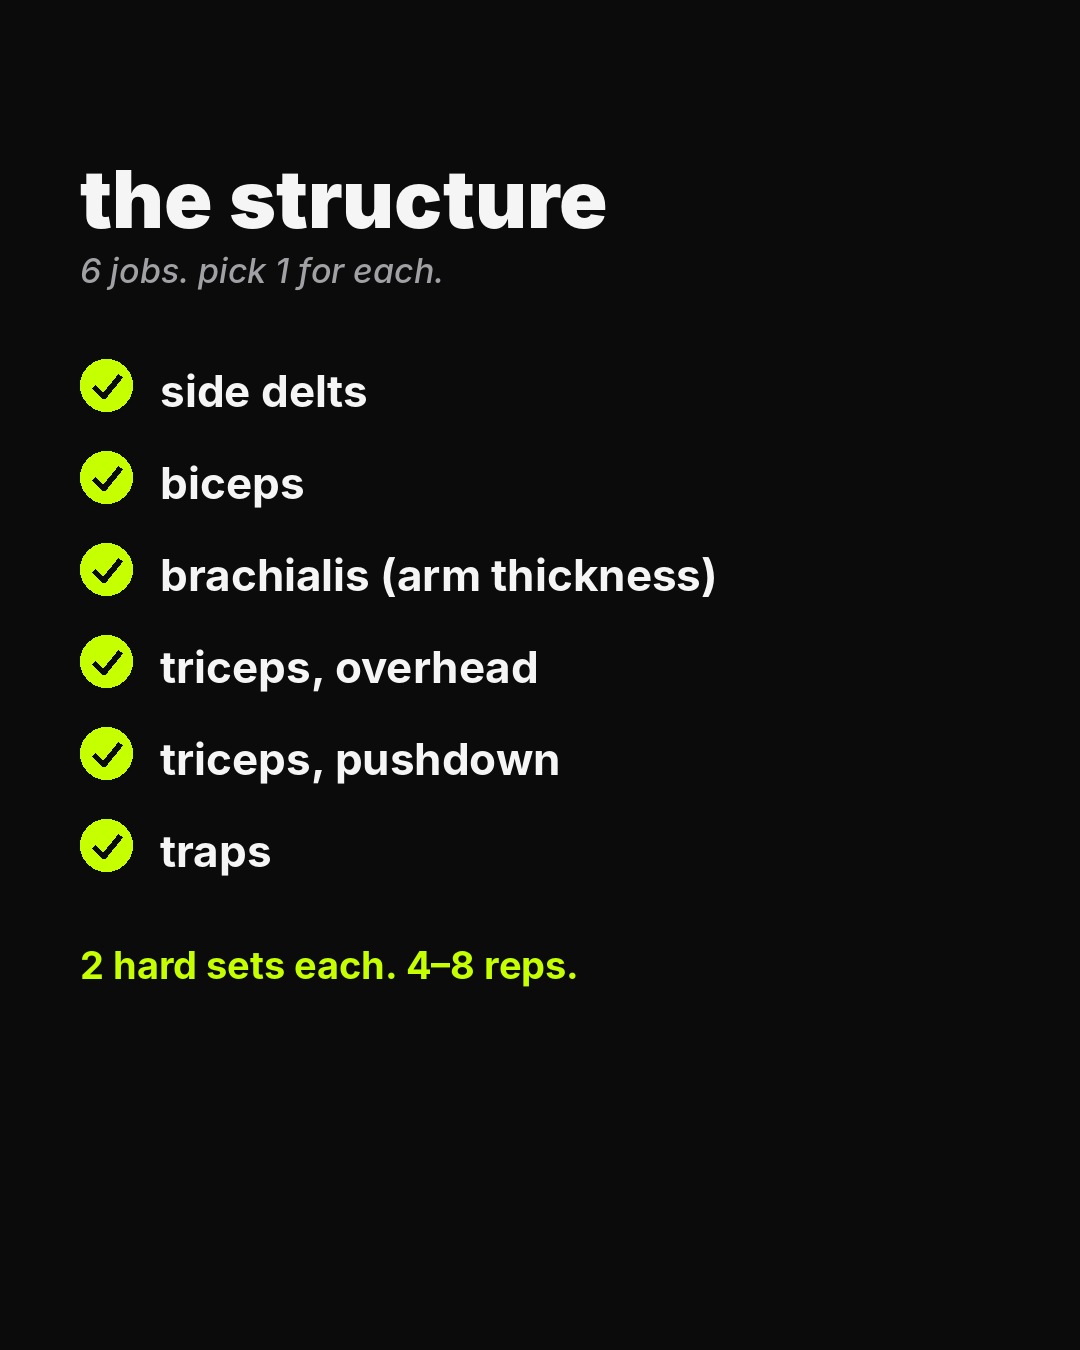 the structure
6 jobs. pick 1 for each.
side delts
biceps
brachialis (arm thickness)
triceps, overhead
triceps, pushdown
traps
2 hard sets each. 4–8 reps.